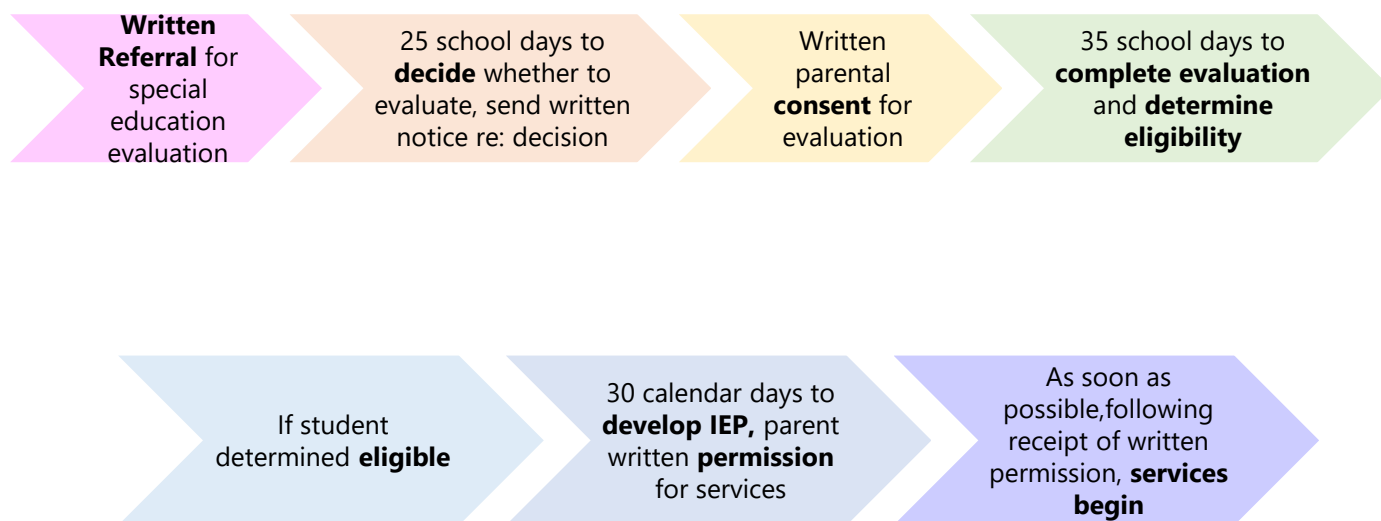 Written
Referral for
special
education
evaluation
25 school days to
decide whether to
evaluate, send written
notice re: decision
Written
parental
consent for
evaluation
35 school days to
complete evaluation
and determine
eligibility
If student
determined eligible
30 calendar days to
develop IEP, parent
written permission
for services
As soon as
possible,following
receipt of written
permission, services
begin